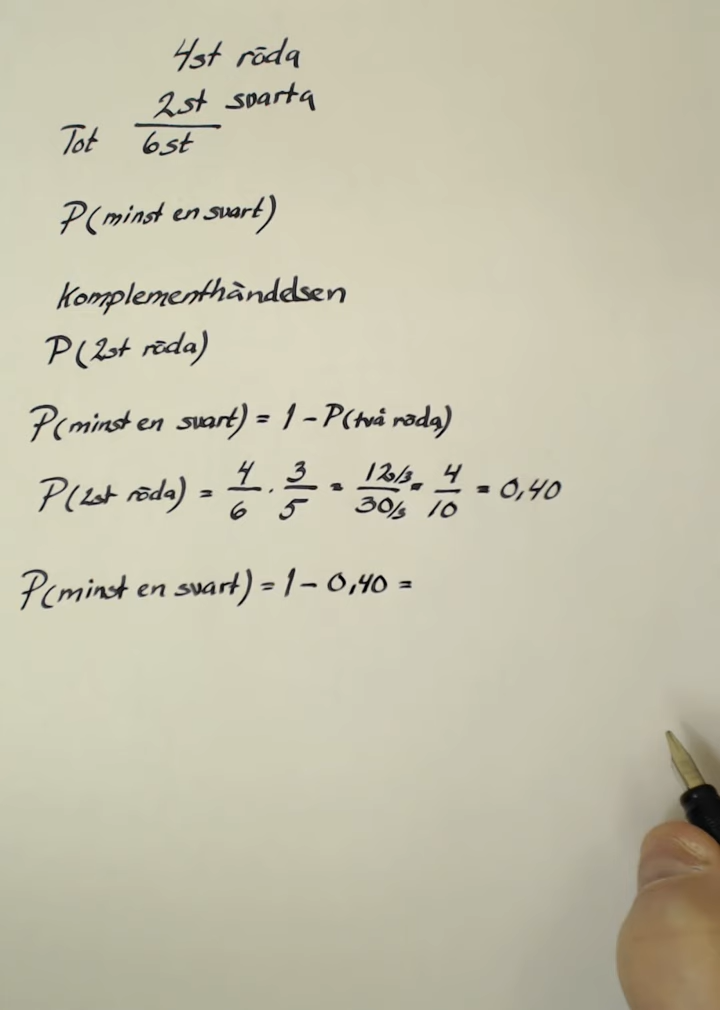 4st röda
2st svarta
Tot 6st
P(minst en svart)
Komplementhändelsen
P(2st röda)
P(minst en svart) = 1 - P(två röda)
P(2st röda) = 4/6 · 3/5 = 12/3/30/3 = 4/10 = 0,40
P(minst en svart) = 1 - 0,40 =